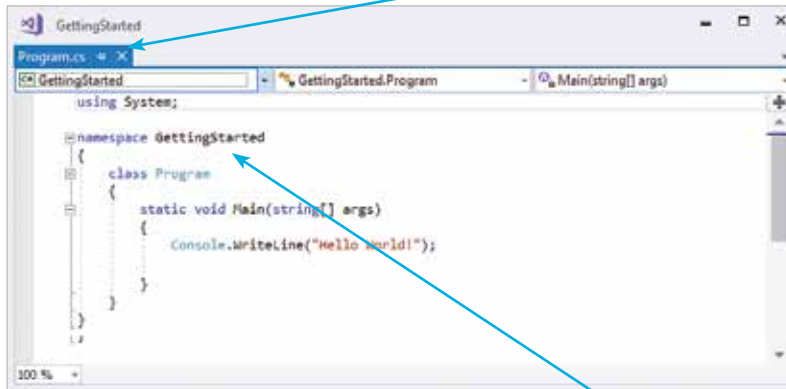 GettingStarted
Program.cs
GettingStarted GettingStarted.Program Main(string[] args)
using System;
namespace GettingStarted
{
class Program
{
static void Main(string[] args)
{
Console.WriteLine("Hello World!");
}
}
}
100 %